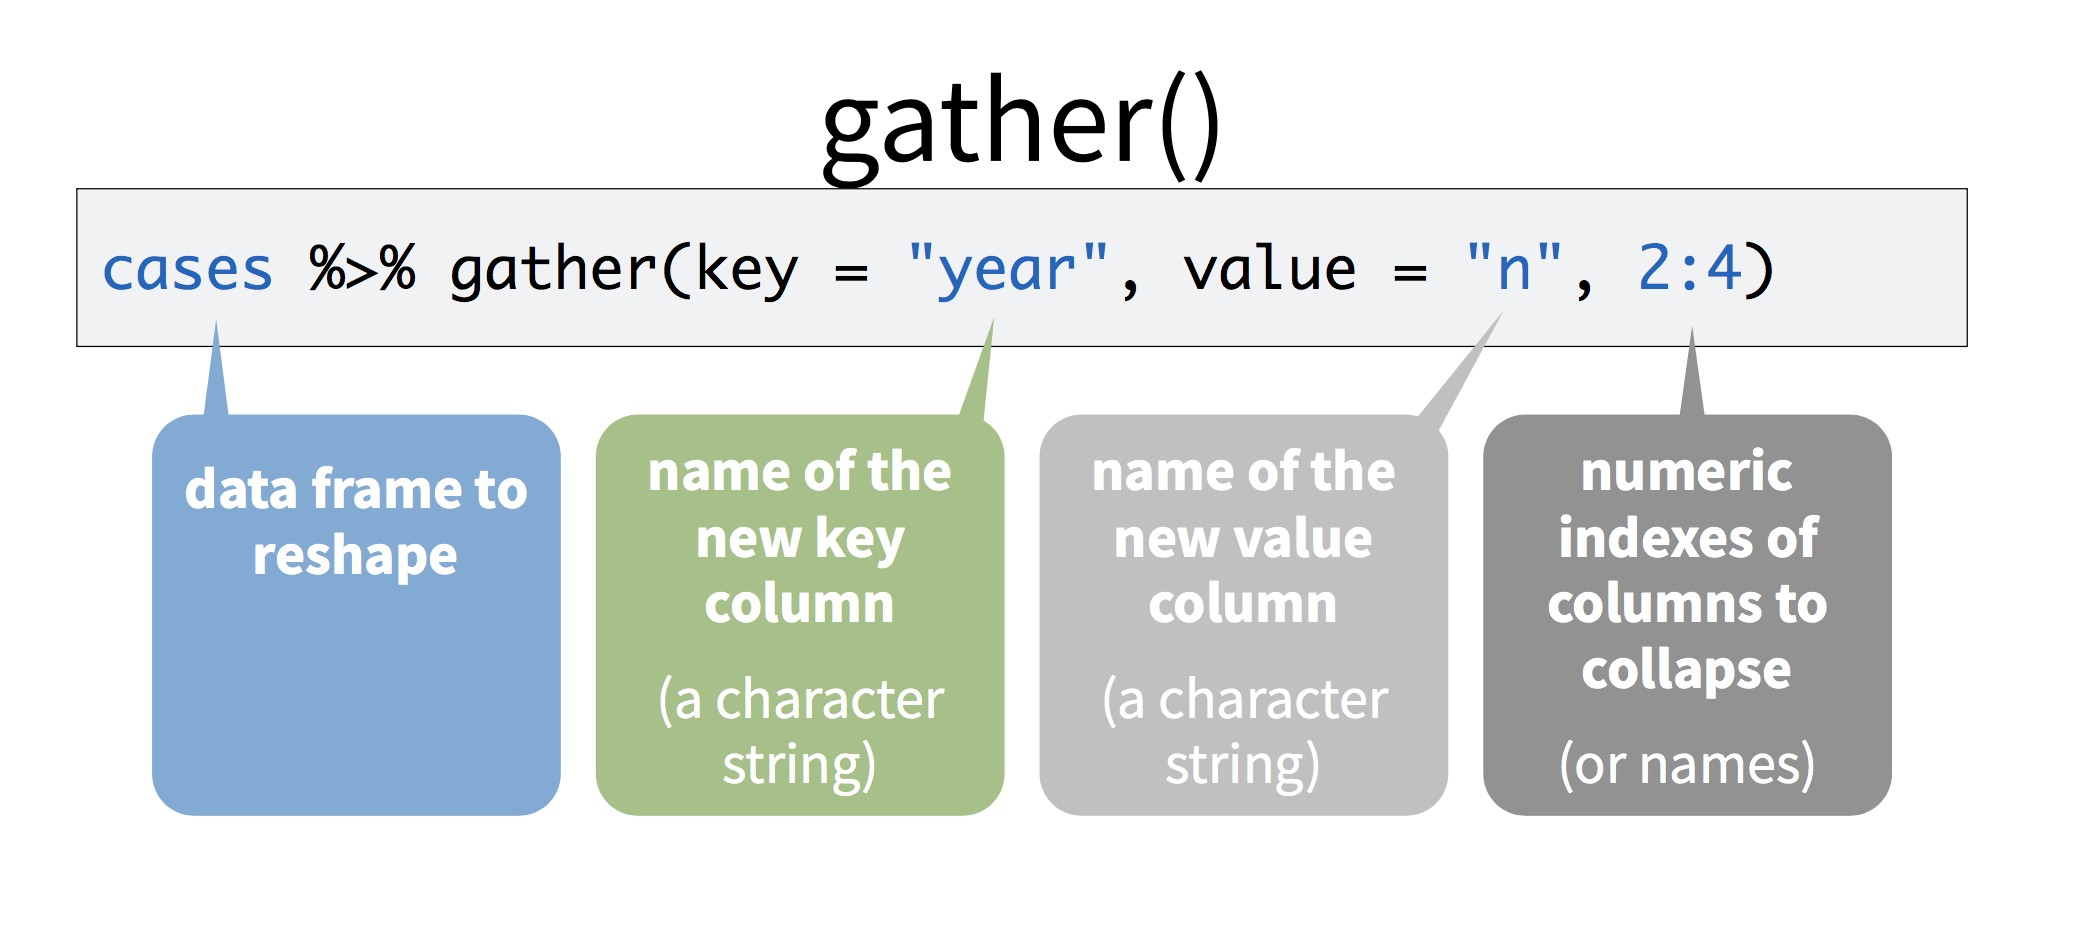 gather()
cases %>% gather(key = "year", value = "n", 2:4)
data frame to
reshape
name of the
new key
column
(a character
string)
name of the
new value
column
(a character
string)
numeric
indexes of
columns to
collapse
(or names)